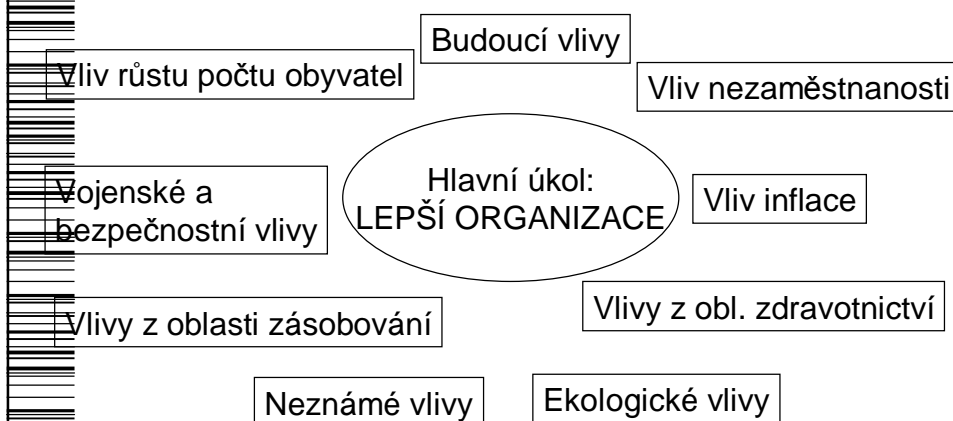 Budoucí vlivy
Vliv růstu počtu obyvatel
Vliv nezaměstnanosti
Hlavní úkol:
LEPŠÍ ORGANIZACE
Vojenské a
bezpečnostní vlivy
Vliv inflace
Vlivy z oblasti zásobování
Vlivy z obl. zdravotnictví
Neznámé vlivy
Ekologické vlivy